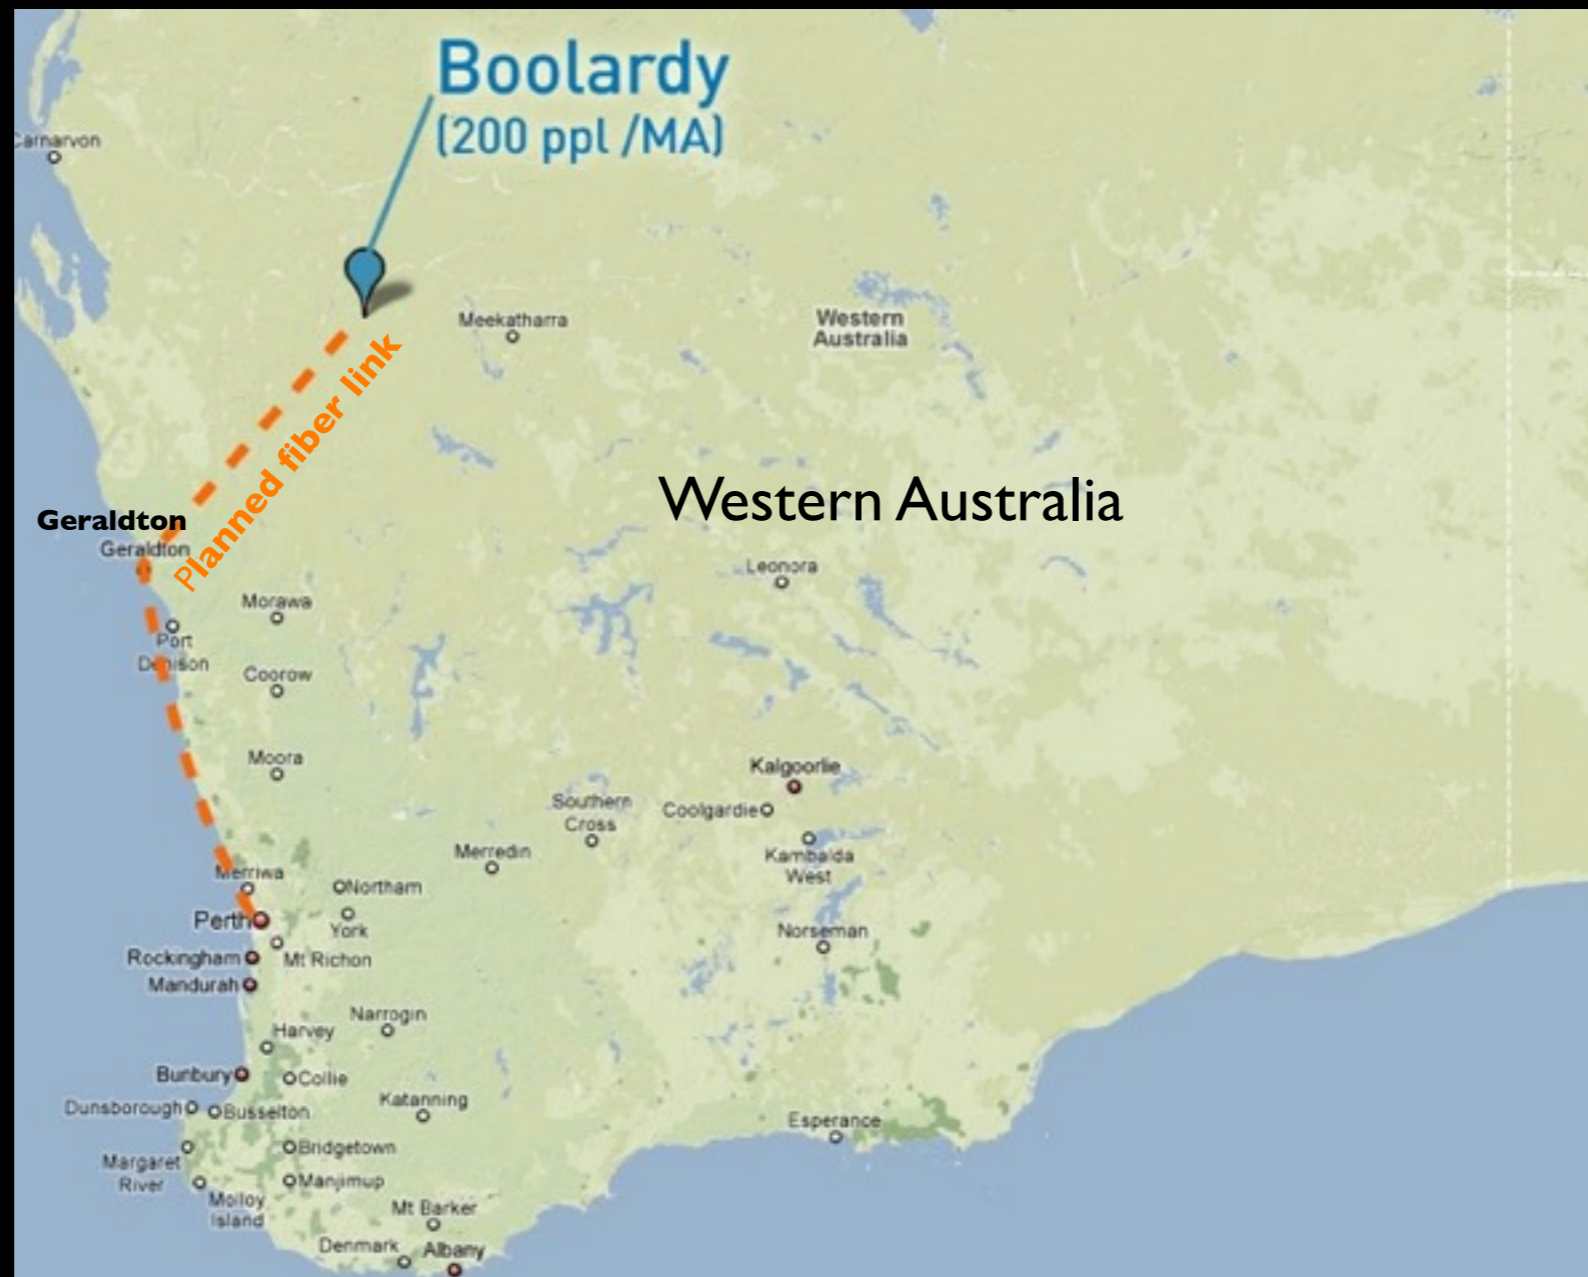 Boolardy
(200 ppl /MA)
Carnarvon
Meekatharra
Western
Australia
Planned fiber link
Western Australia
Geraldton
Geraldton
Leonora
Morawa
Port
Denison
Coorow
Moora
Kalgoorlie
Southern
Cross
Coolgardie
Merredin
Kambalda
West
Merriwa
Northam
Perth
York
Norseman
Rockingham
Mt Richon
Mandurah
Narrogin
Harvey
Bunbury
Collie
Katanning
Dunsborough
Busselton
Esperance
Bridgetown
Margaret
River
Manjimup
Molloy
Island
Mt Barker
Denmark
Albany